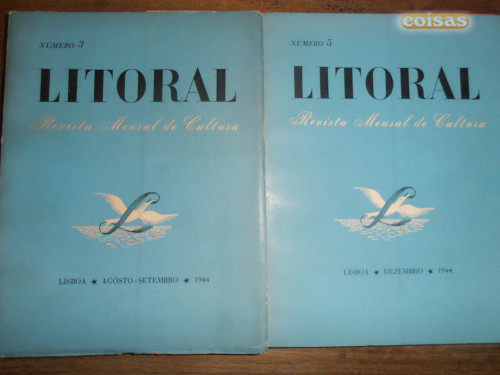 NÚMERO 3
LITORAL
Revista Mensal de Cultura
L
LISBOA ★ AGÔSTO-SETEMBRO ★ 1944
NÚMERO 5
LITORAL
Revista Mensal de Cultura
L
LISBOA ★ DEZEMBRO ★ 1944
coisas